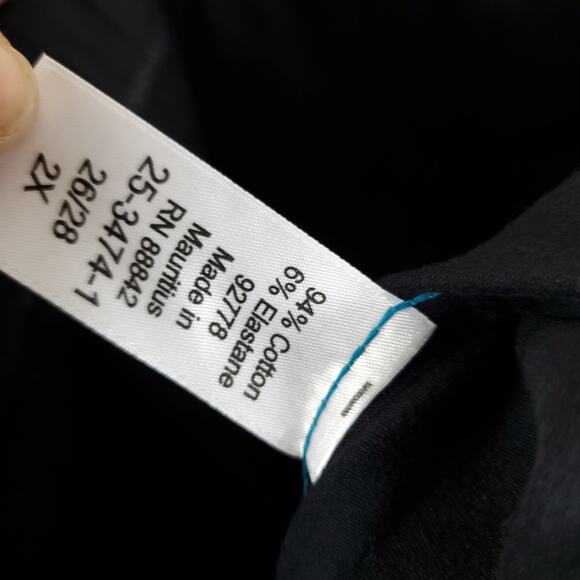 94% Cotton
6% Elastane
92778
Made in
Mauritius
RN 88842
25-3474-1
26/28
2X